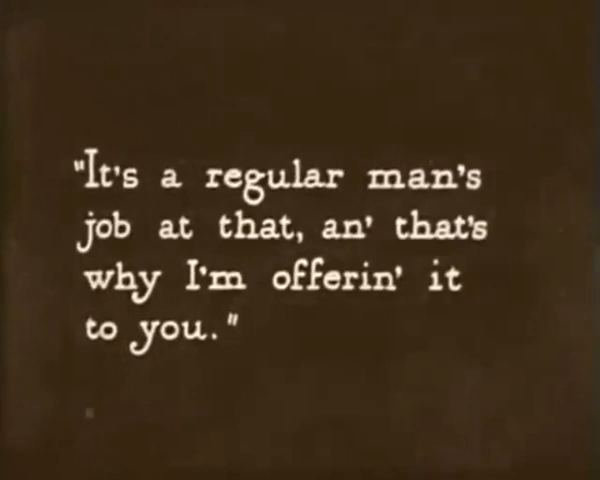 "It's a regular man's
job at that, an' that's
why I'm offerin' it
to you."